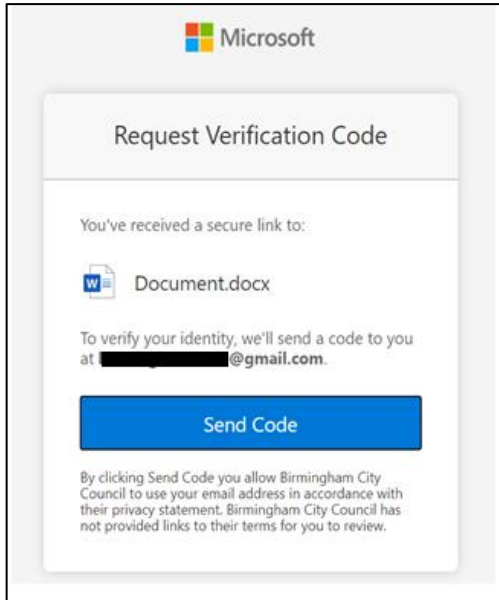 Microsoft
Request Verification Code
You've received a secure link to:
Document.docx
To verify your identity, we'll send a code to you
at @gmail.com.
Send Code
By clicking Send Code you allow Birmingham City
Council to use your email address in accordance with
their privacy statement. Birmingham City Council has
not provided links to their terms for you to review.